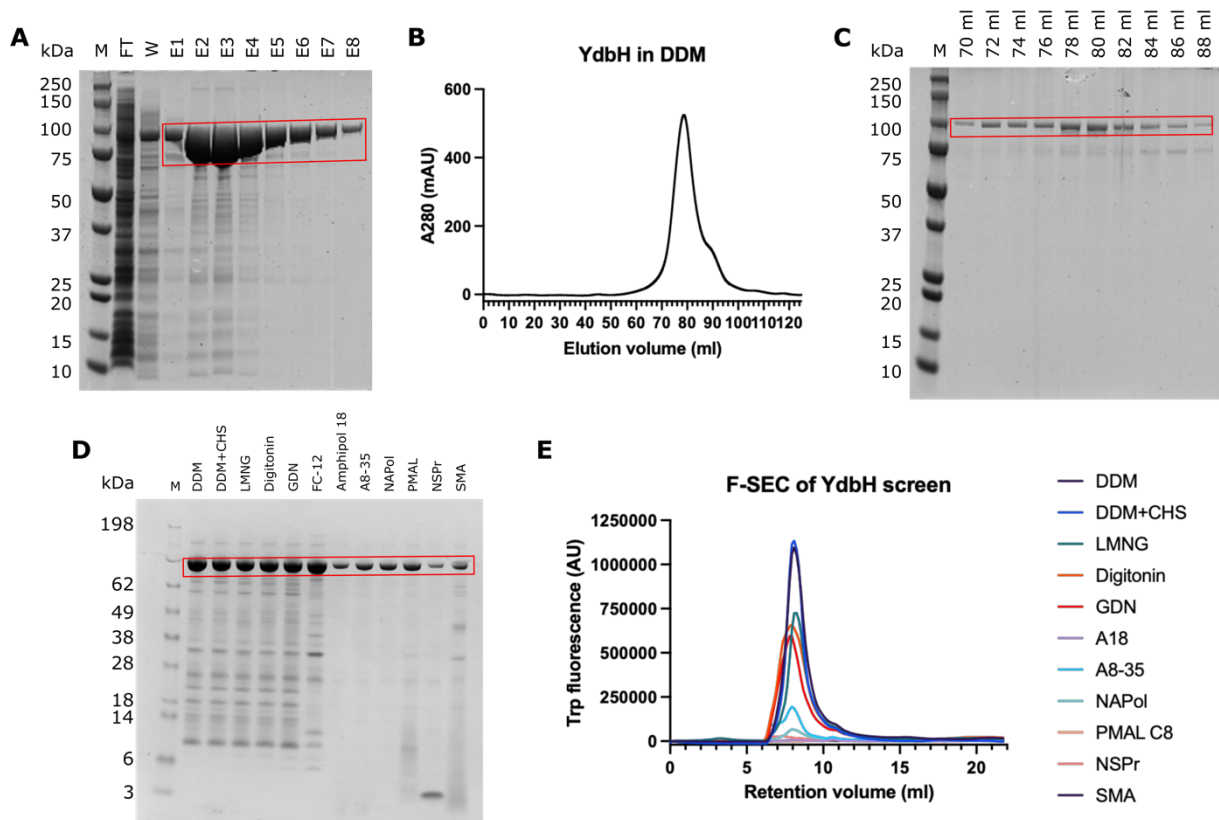 A
kDa M FT W E1 E2 E3 E4 E5 E6 E7 E8
250
150
100
75
50
37
25
20
15
10
B
YdbH in DDM
A280 (mAU)
600
400
200
0
0 10 20 30 40 50 60 70 80 90 100110120
Elution volume (ml)
C
kDa M 70 ml 72 ml 74 ml 76 ml 78 ml 80 ml 82 ml 84 ml 86 ml 88 ml
250
150
100
75
50
37
25
20
15
10
D
kDa M DDM DDM+CHS LMNG Digitonin GDN FC-12 Amphipol 18 A8-35 NAPol PMAL NSPr SMA
198
62
49
38
28
18
14
6
3
E
F-SEC of YdbH screen
Trp fluorescence (AU)
1250000
1000000
750000
500000
250000
0
0 5 10 15 20
Retention volume (ml)
DDM
DDM+CHS
LMNG
Digitonin
GDN
A18
A8-35
NAPol
PMAL C8
NSPr
SMA